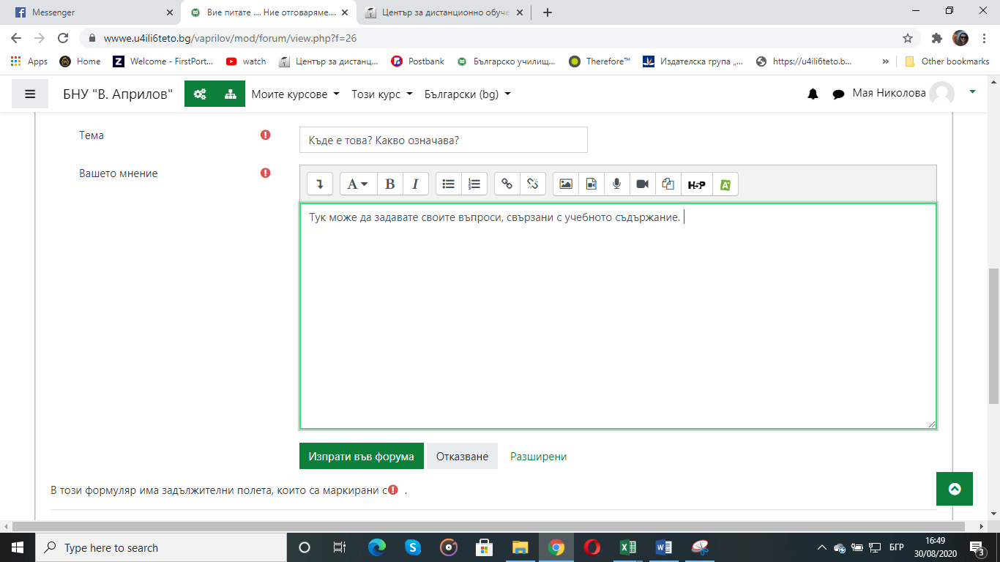 Messenger
Вие питате .... Ние отговаряме....
Център за дистанционно обуче
wwwe.u4ili6teto.bg/vaprilov/mod/forum/view.php?f=26
Apps
Home
Welcome - FirstPort...
watch
Център за дистанц...
Postbank
Българско училищ...
Therefore™
Издателска група „...
https://u4ili6teto.b...
»
Other bookmarks
БНУ "В. Априлов"
Моите курсове
Този курс
Български (bg)
Мая Николова
Тема
Къде е това? Какво означава?
Вашето мнение
A
B
I
H5P
Тук може да задавате своите въпроси, свързани с учебното съдържание.
Изпрати във форума
Отказване
Разширени
В този формуляр има задължителни полета, които са маркирани с .
Type here to search
БГР
16:49
30/08/2020
3